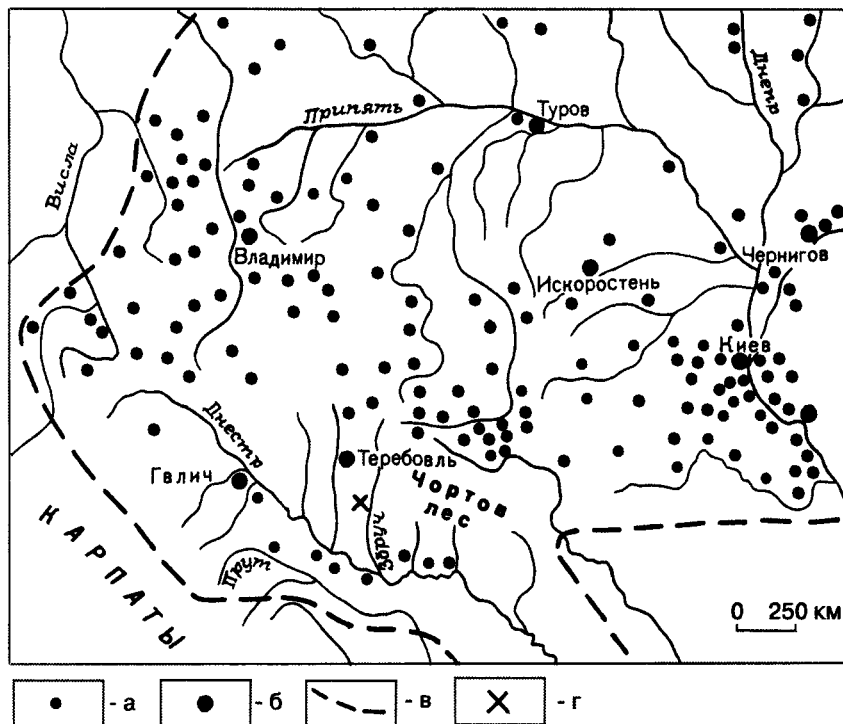 Припять
Туров
Днепр
Висла
Владимир
Искоростень
Чернигов
Киев
Днестр
Гвлич
Теребовль
Чортов
лес
Збруч
Прут
КАРПАТЫ
0 250 км
- а
- б
- в
- г